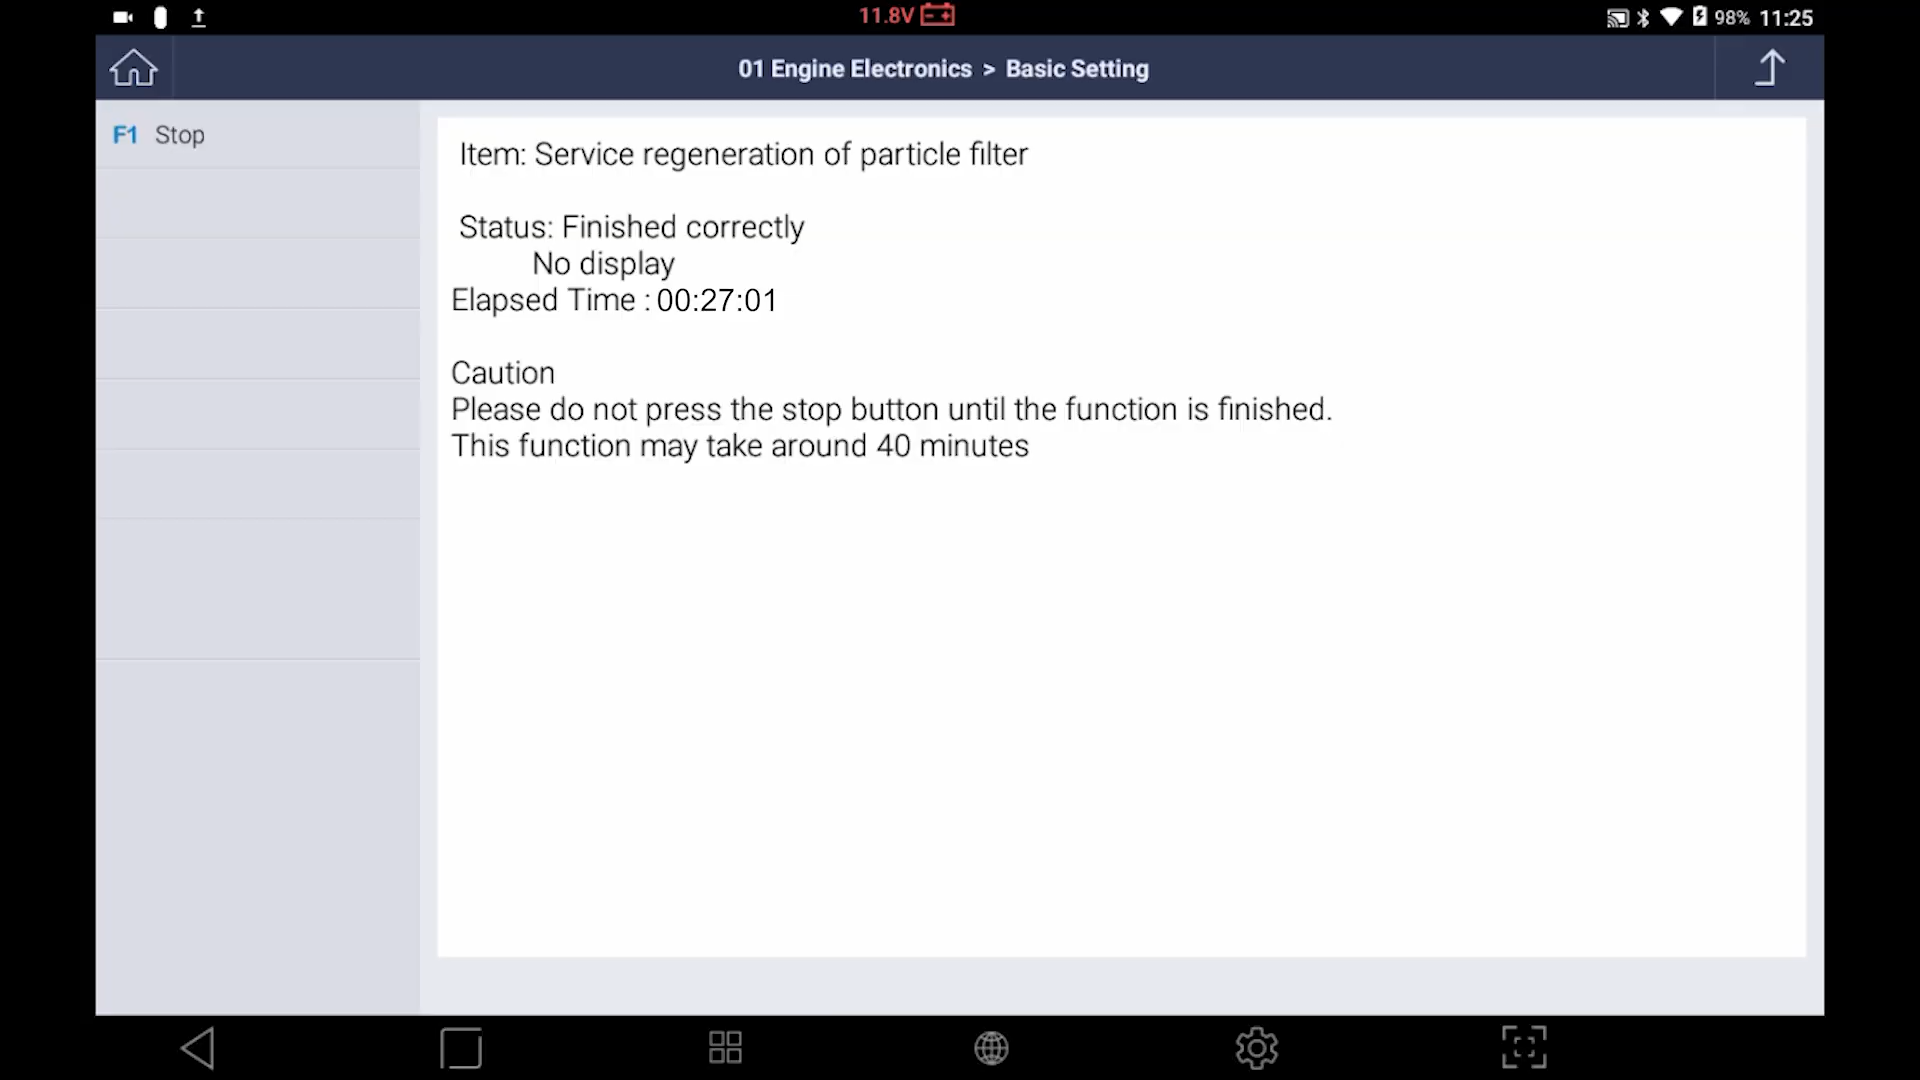 11.8V
98% 11:25
01 Engine Electronics > Basic Setting
F1 Stop
Item: Service regeneration of particle filter
Status: Finished correctly
No display
Elapsed Time : 00:27:01
Caution
Please do not press the stop button until the function is finished.
This function may take around 40 minutes